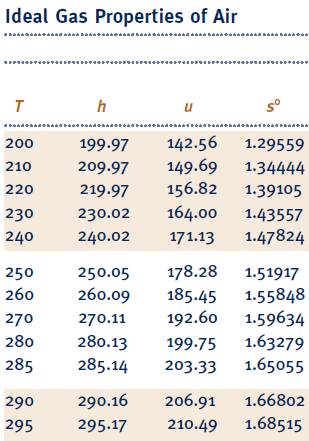 Ideal Gas Properties of Air
T h u s°
200 199.97 142.56 1.29559
210 209.97 149.69 1.34444
220 219.97 156.82 1.39105
230 230.02 164.00 1.43557
240 240.02 171.13 1.47824
250 250.05 178.28 1.51917
260 260.09 185.45 1.55848
270 270.11 192.60 1.59634
280 280.13 199.75 1.63279
285 285.14 203.33 1.65055
290 290.16 206.91 1.66802
295 295.17 210.49 1.68515